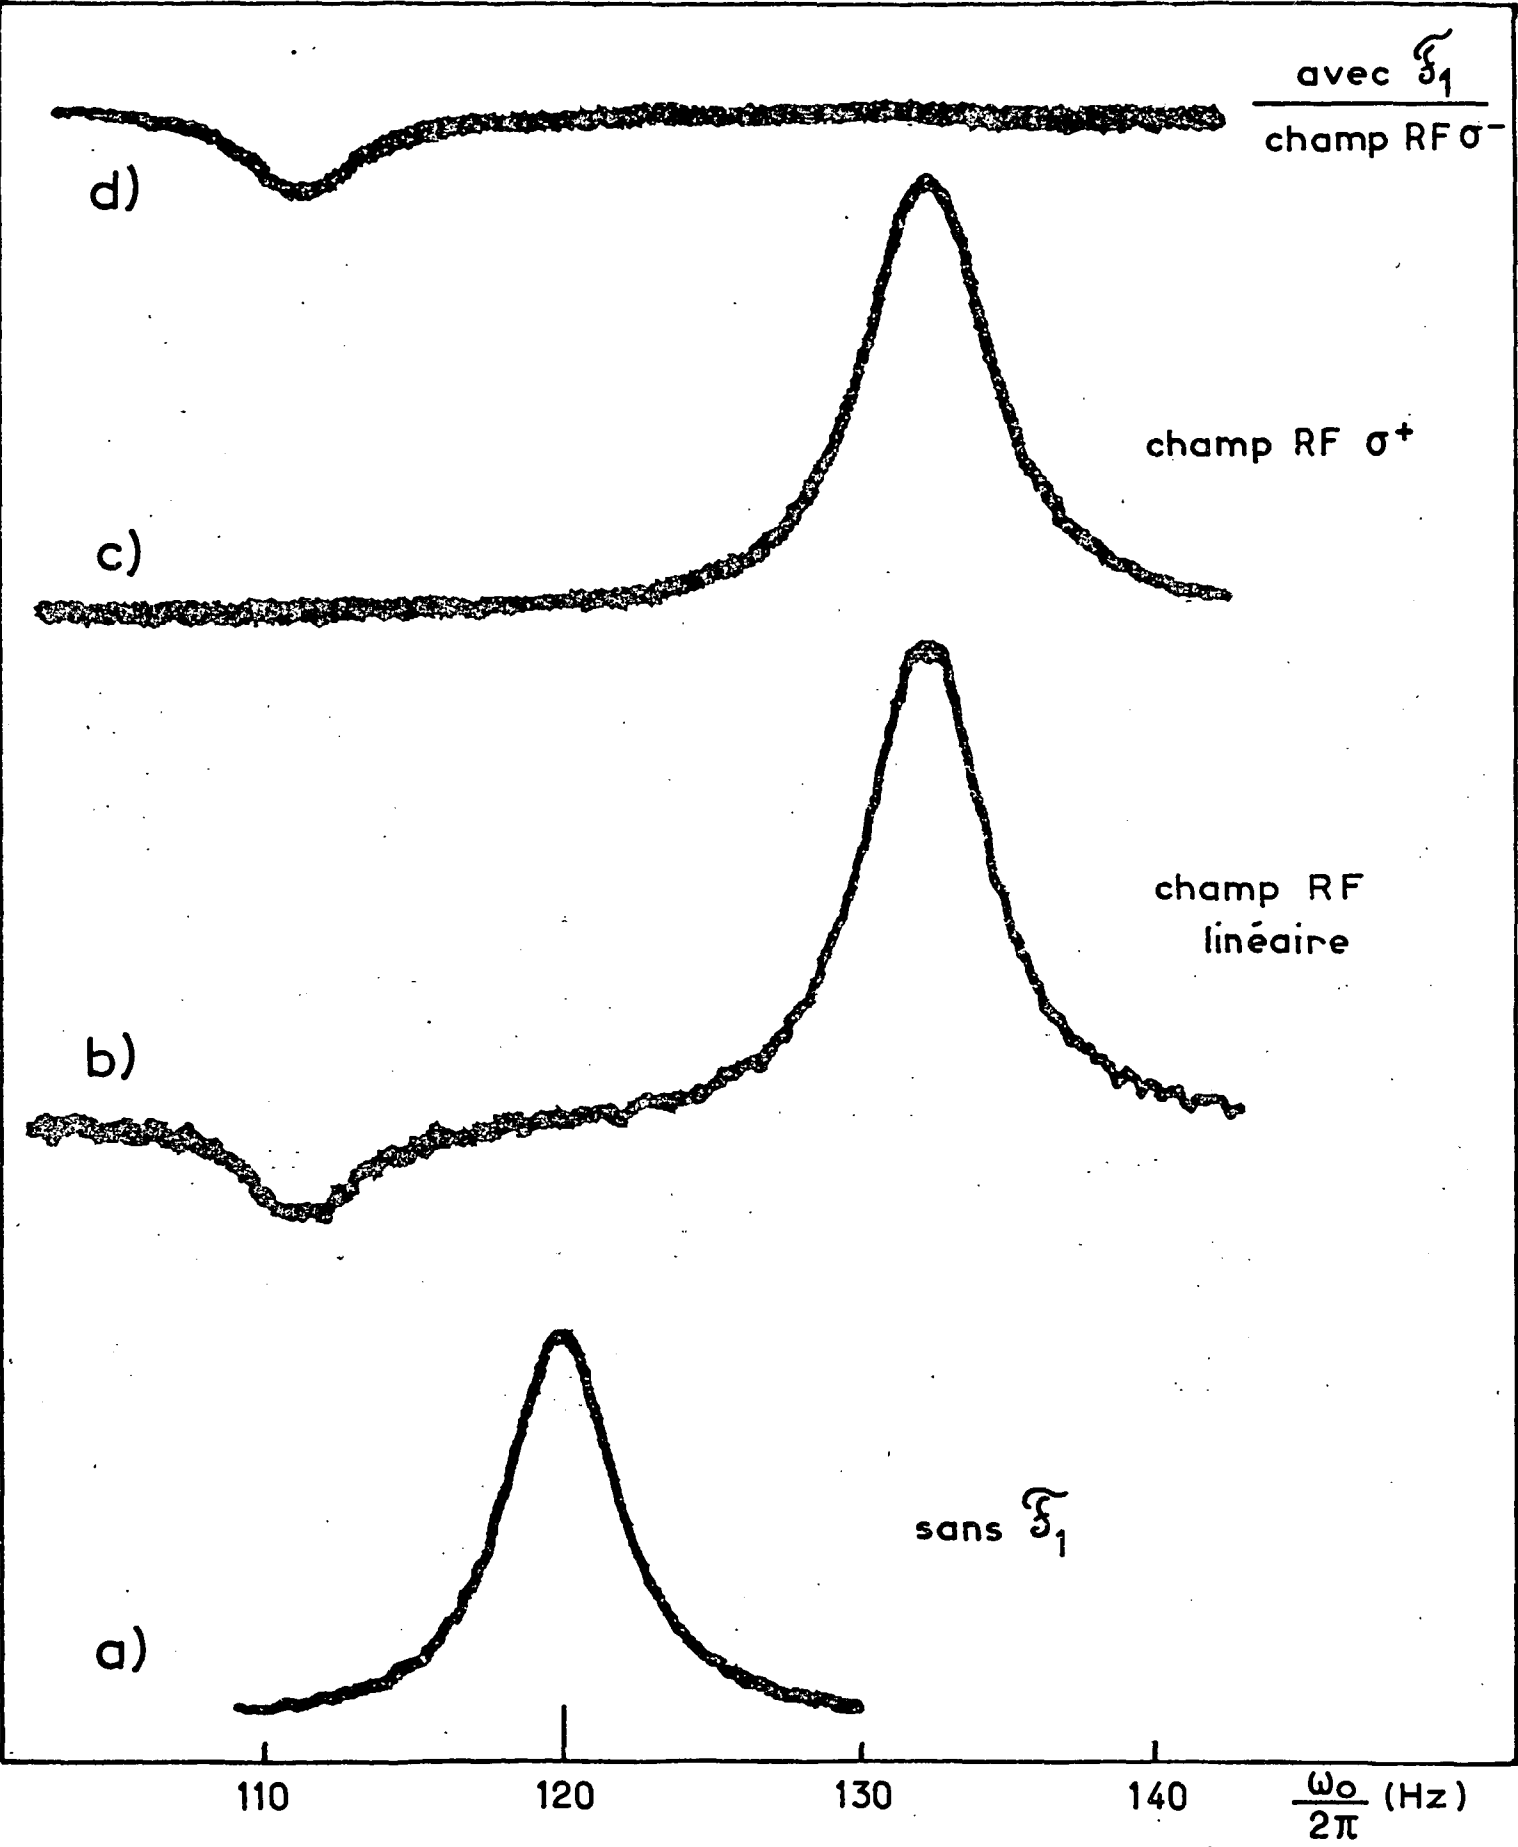 avec ℱ₁
champ RF σ⁻
d)
champ RF σ⁺
c)
champ RF
linéaire
b)
sans ℱ₁
a)
110 120 130 140 ω₀/2π (Hz)